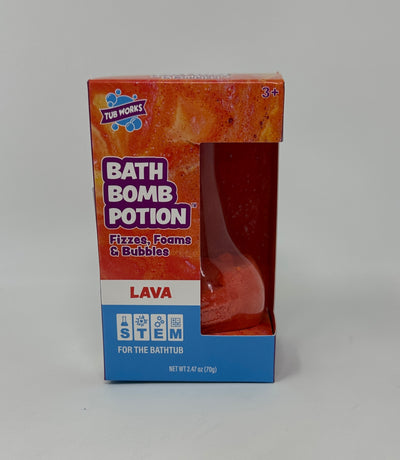 TUB WORKS
3+
BATH
BOMB
POTION™
Fizzes, Foams
& Bubbles
LAVA
STEM
FOR THE BATHTUB
NET WT 2.47 oz (70g)